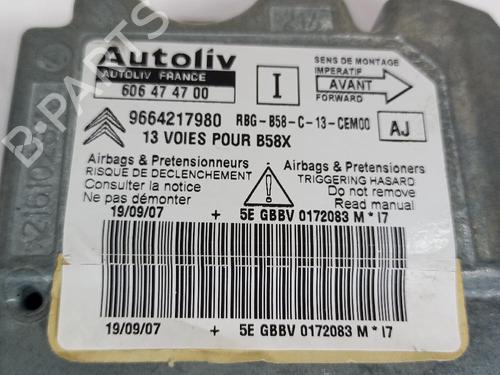 Autoliv
AUTOLIV FRANCE
606 47 47 00
I
SENS DE MONTAGE
IMPERATIF
AVANT
9664217980 RBG-B58-C-13-CEM00
AJ
13 VOIES POUR B58X
Airbags & Pretensionneurs
RISQUE DE DECLENCHEMENT
Consulter la notice
Ne pas démonter
Airbags & Pretensioners
TRIGGERING HASARD
Do not remove
Read manual
19/09/07 + 5E GBBV 0172083 M * I7
19/09/07 + 5E GBBV 0172083 M * I7
B-PARTS